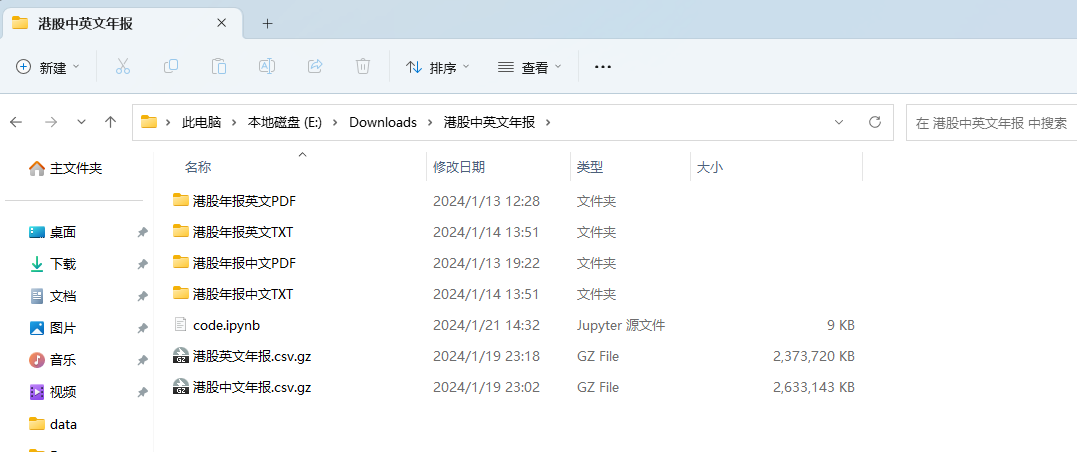 港股中英文年报
新建
排序
查看
此电脑 本地磁盘 (E:) Downloads 港股中英文年报
在 港股中英文年报 中搜索
主文件夹
桌面
下载
文档
图片
音乐
视频
data
名称 修改日期 类型 大小
港股年报英文PDF 2024/1/13 12:28 文件夹
港股年报英文TXT 2024/1/14 13:51 文件夹
港股年报中文PDF 2024/1/13 19:22 文件夹
港股年报中文TXT 2024/1/14 13:51 文件夹
code.ipynb 2024/1/21 14:32 Jupyter 源文件 9 KB
港股英文年报.csv.gz 2024/1/19 23:18 GZ File 2,373,720 KB
港股中文年报.csv.gz 2024/1/19 23:02 GZ File 2,633,143 KB